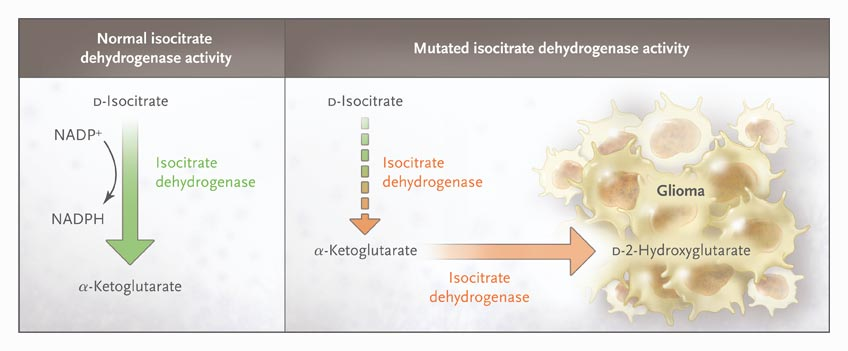 Normal isocitrate
dehydrogenase activity
Mutated isocitrate dehydrogenase activity
D-Isocitrate
NADP+
Isocitrate
dehydrogenase
NADPH
α-Ketoglutarate
D-Isocitrate
Isocitrate
dehydrogenase
α-Ketoglutarate
Isocitrate
dehydrogenase
Glioma
D-2-Hydroxyglutarate